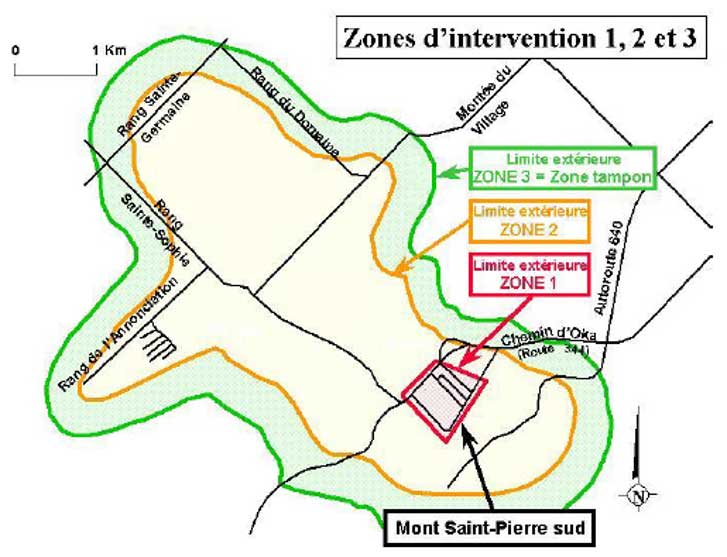 Zones d'intervention 1, 2 et 3
0 1 Km
Rang Sainte-
Germaine
Rang du Domaine
Montée du
Village
Limite extérieure
ZONE 3 = Zone tampon
Limite extérieure
ZONE 2
Limite extérieure
ZONE 1
Rang
Sainte-Sophie
Autoroute 640
Rang de l'Annonciation
Chemin d'Oka
(Route 344)
N
Mont Saint-Pierre sud